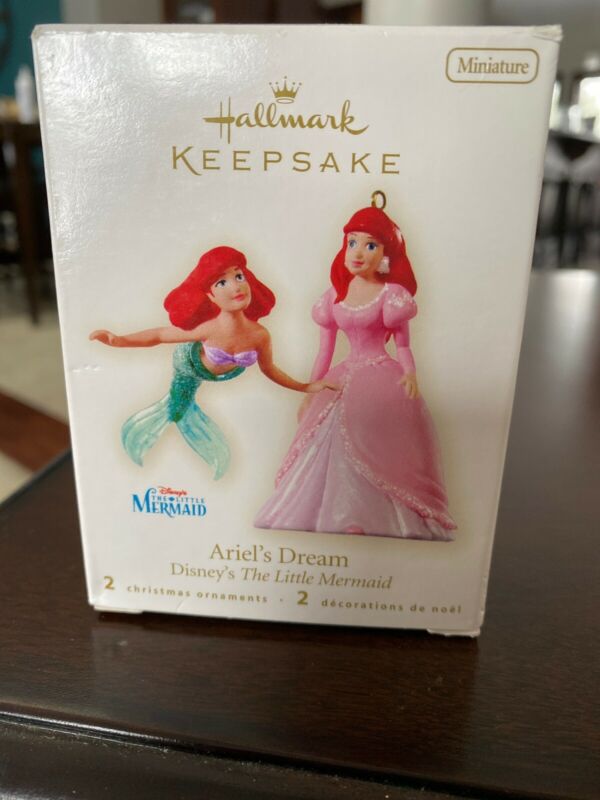 Miniature
Hallmark
KEEPSAKE
Disney's
THE LITTLE
MERMAID
Ariel's Dream
Disney's The Little Mermaid
2 christmas ornaments · 2 décorations de noël